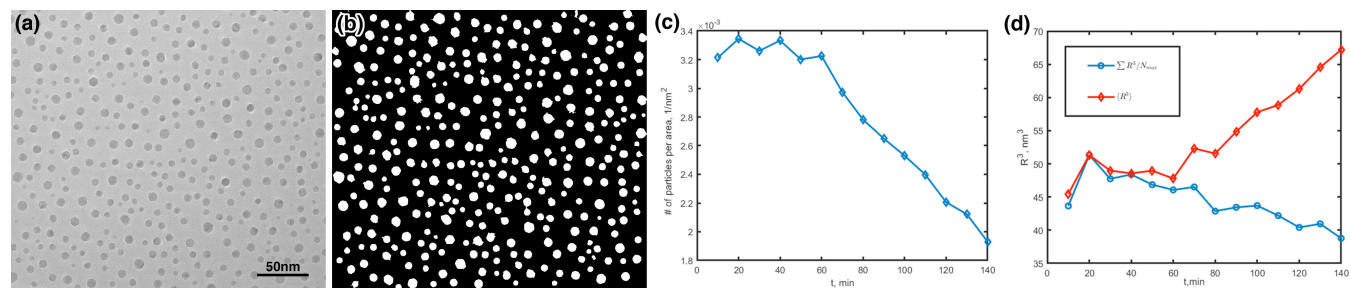 (a)
50nm
(b)
(c)
×10⁻³
3.4
3.2
3
2.8
2.6
2.4
2.2
2
1.8
# of particles per area, 1/nm²
0 20 40 60 80 100 120 140
t, min
(d)
70
65
60
55
50
45
40
35
R³, nm³
∑ R³/Nₘₐₓ
⟨R³⟩
0 20 40 60 80 100 120 140
t,min